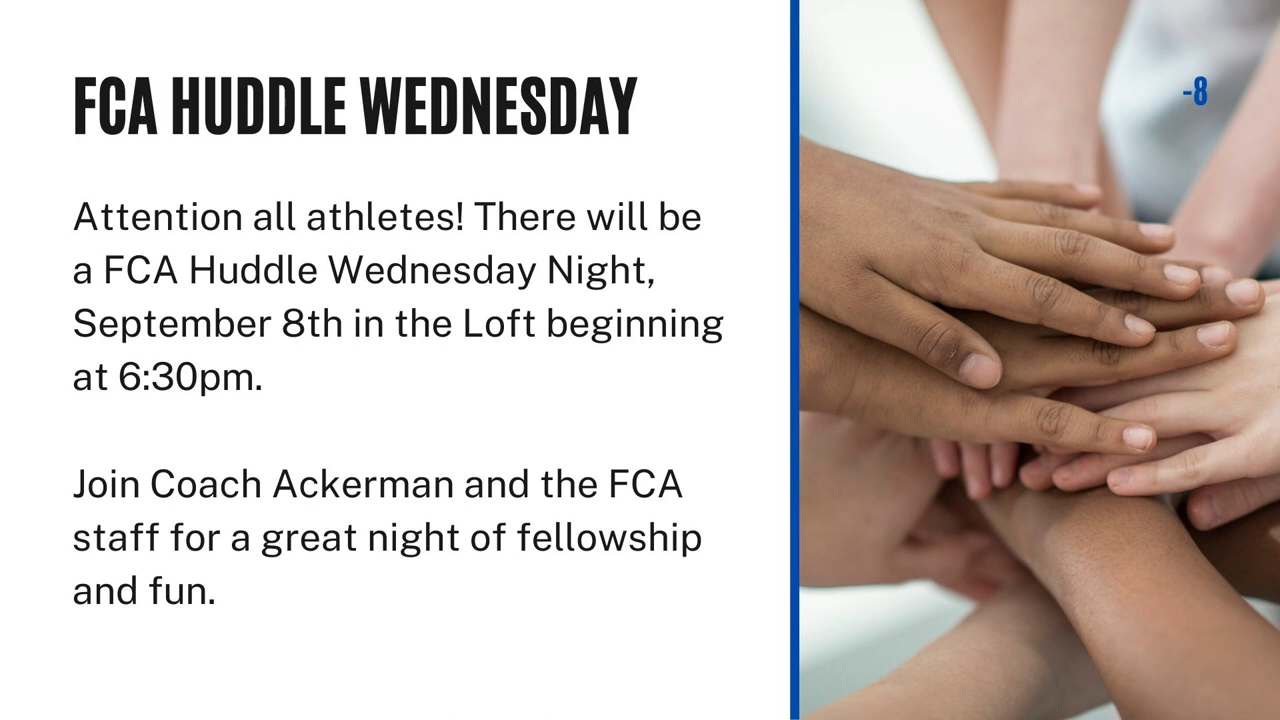 FCA HUDDLE WEDNESDAY
Attention all athletes! There will be
a FCA Huddle Wednesday Night,
September 8th in the Loft beginning
at 6:30pm.
Join Coach Ackerman and the FCA
staff for a great night of fellowship
and fun.
-8